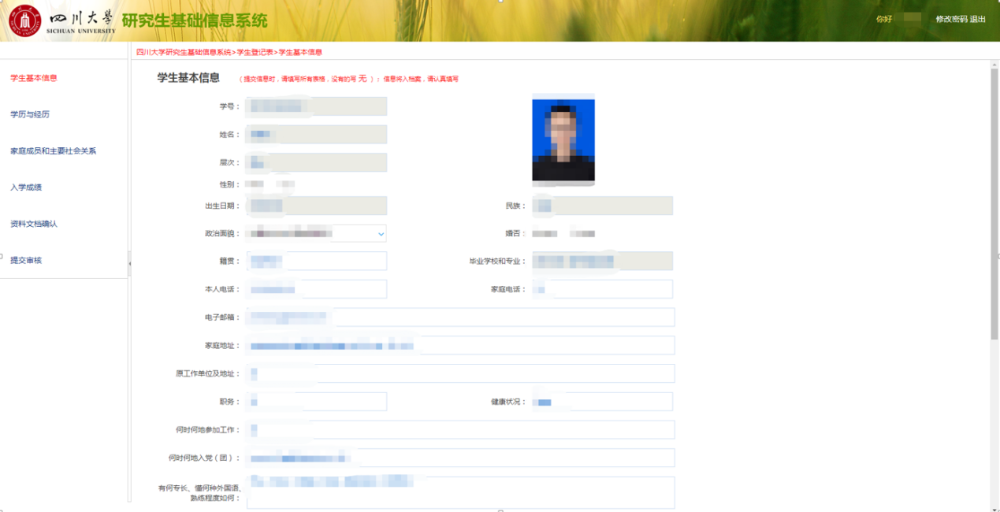 四川大学 研究生基础信息系统
SICHUAN UNIVERSITY
你好 修改密码 退出
四川大学研究生基础信息系统>学生登记表>学生基本信息
学生基本信息
学历与经历
家庭成员和主要社会关系
入学成绩
资料文档确认
提交审核
学生基本信息 （提交信息时，请填写所有表格，没有的写 无 ）；信息将入档案，请认真填写
学号：
姓名：
层次：
性别：
出生日期： 民族：
政治面貌： 婚否：
籍贯： 毕业学校和专业：
本人电话： 家庭电话：
电子邮箱：
家庭地址：
原工作单位及地址：
职务： 健康状况：
何时何地参加工作：
何时何地入党（团）：
有何专长、懂何种外国语、
熟练程度如何：